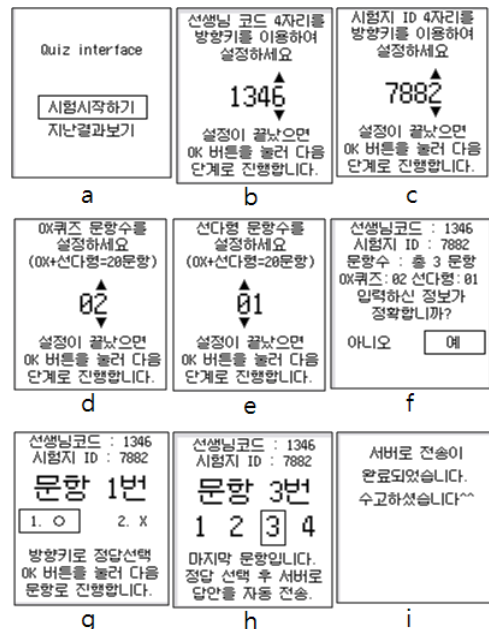 Quiz interface
시험시작하기
지난결과보기
a
선생님 코드 4자리를
방향키를 이용하여
설정하세요
1346
설정이 끝났으면
OK 버튼을 눌러 다음
단계로 진행합니다.
b
시험지 ID 4자리를
방향키를 이용하여
설정하세요
7882
설정이 끝났으면
OK 버튼을 눌러 다음
단계로 진행합니다.
c
OX퀴즈 문항수를
설정하세요
(OX+선다형=20문항)
02
설정이 끝났으면
OK 버튼을 눌러 다음
단계로 진행합니다.
d
선다형 문항수를
설정하세요
(OX+선다형=20문항)
01
설정이 끝났으면
OK 버튼을 눌러 다음
단계로 진행합니다.
e
선생님코드 : 1346
시험지 ID : 7882
문항수 : 총 3 문항
OX퀴즈:02 선다형:01
입력하신 정보가
정확합니까?
아니오 예
f
선생님코드 : 1346
시험지 ID : 7882
문항 1번
1. O 2. X
방향키로 정답선택
OK 버튼을 눌러 다음
문항로 진행합니다.
g
선생님코드 : 1346
시험지 ID : 7882
문항 3번
1 2 3 4
마지막 문항입니다.
정답 선택 후 서버로
답안을 자동 전송.
h
서버로 전송이
완료되었습니다.
수고하셨습니다^^
i